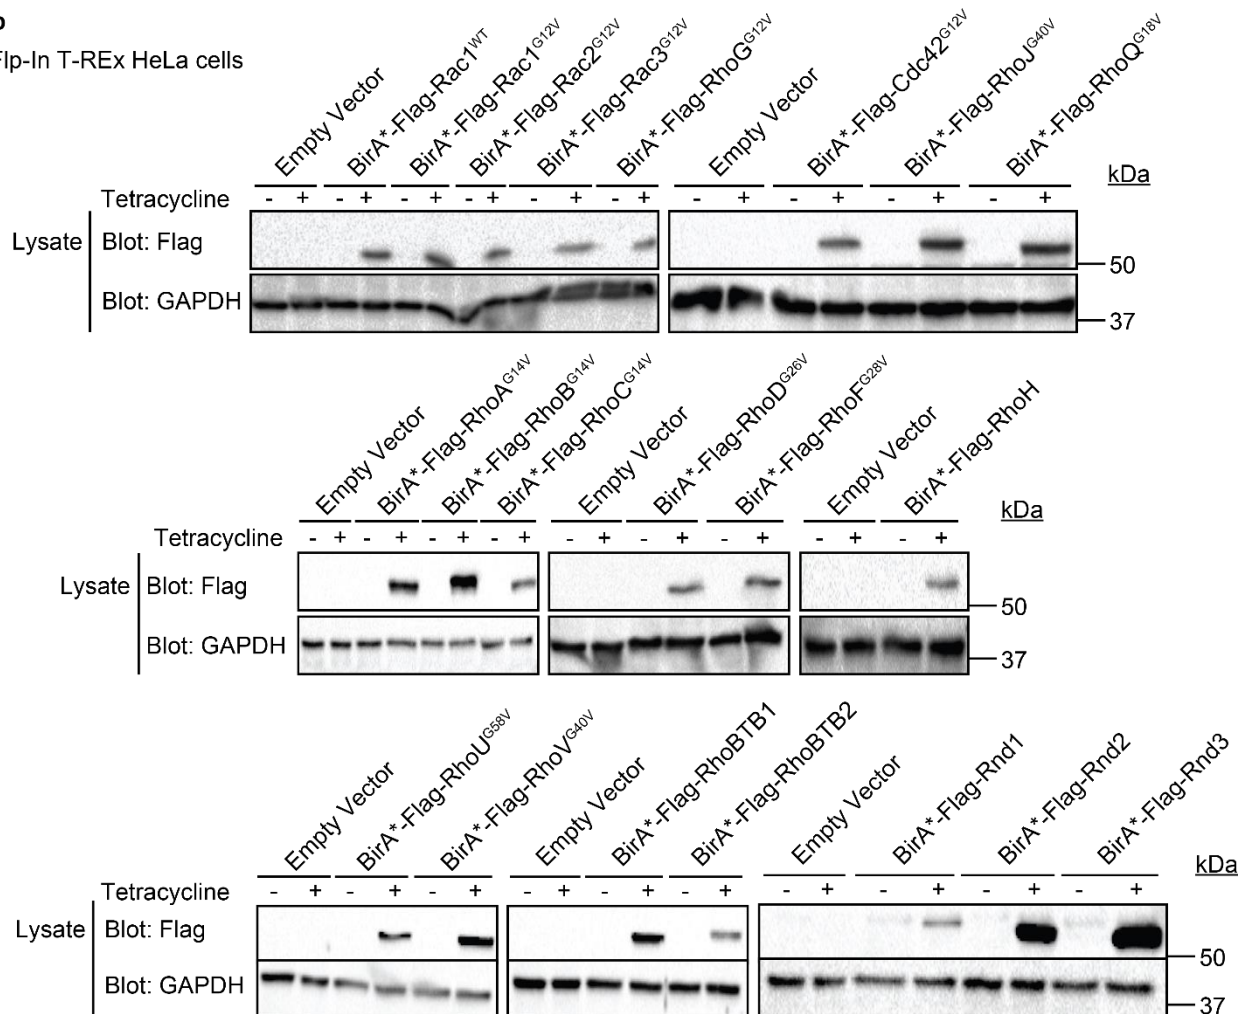 b
Flp-In T-REx HeLa cells
Empty Vector
BirA*-Flag-Rac1WT
BirA*-Flag-Rac1G12V
BirA*-Flag-Rac2G12V
BirA*-Flag-Rac3G12V
BirA*-Flag-RhoGG12V
Empty Vector
BirA*-Flag-Cdc42G12V
BirA*-Flag-RhoJG40V
BirA*-Flag-RhoQG18V
kDa
Tetracycline - + - + - + - + - + - + - + - + - + - +
Lysate
Blot: Flag
50
Blot: GAPDH
37
Empty Vector
BirA*-Flag-RhoAG14V
BirA*-Flag-RhoBG14V
BirA*-Flag-RhoCG14V
Empty Vector
BirA*-Flag-RhoDG26V
BirA*-Flag-RhoFG28V
Empty Vector
BirA*-Flag-RhoH
kDa
Tetracycline - + - + - + - + - + - + - + - + - +
Lysate
Blot: Flag
50
Blot: GAPDH
37
Empty Vector
BirA*-Flag-RhoUG58V
BirA*-Flag-RhoVG40V
Empty Vector
BirA*-Flag-RhoBTB1
BirA*-Flag-RhoBTB2
Empty Vector
BirA*-Flag-Rnd1
BirA*-Flag-Rnd2
BirA*-Flag-Rnd3
kDa
Tetracycline - + - + - + - + - + - + - + - + - + - +
Lysate
Blot: Flag
50
Blot: GAPDH
37